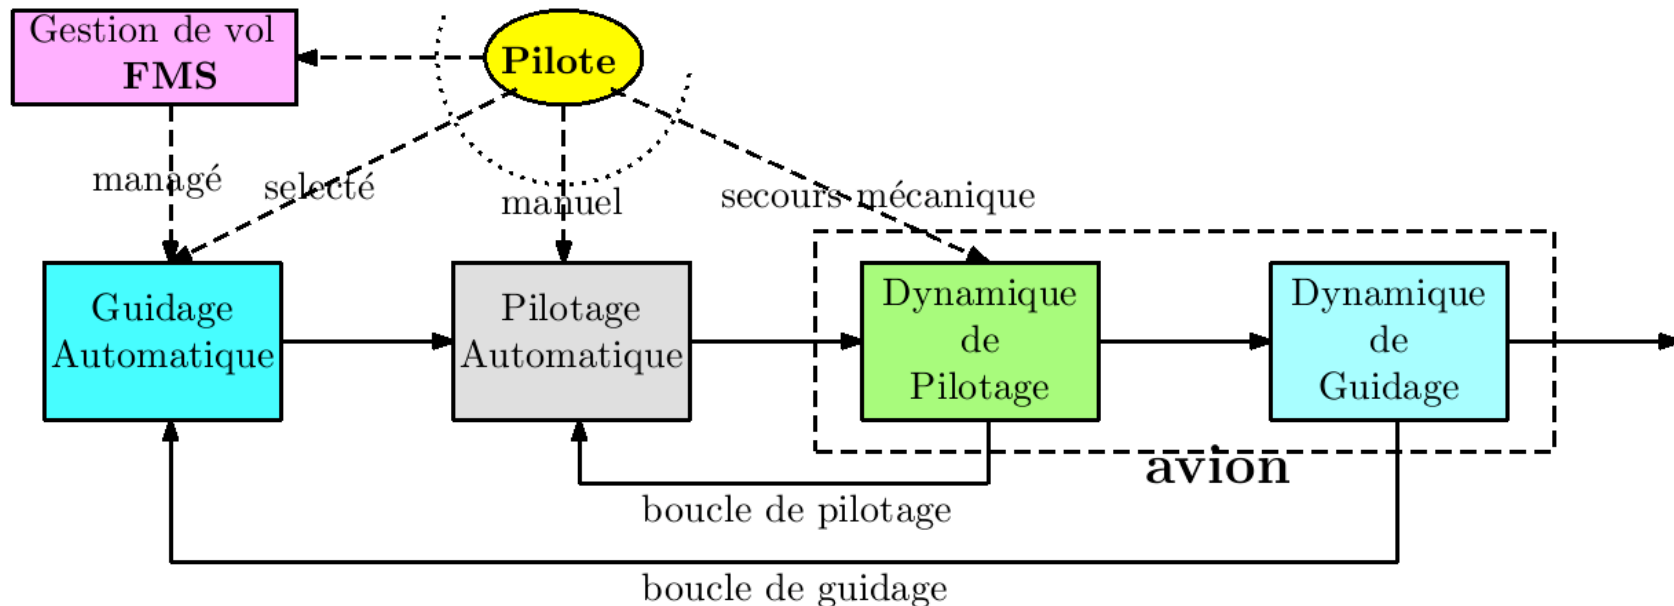 Gestion de vol
FMS
Pilote
managé
selecté
manuel
secours mécanique
Guidage
Automatique
Pilotage
Automatique
Dynamique
de
Pilotage
Dynamique
de
Guidage
avion
boucle de pilotage
boucle de guidage